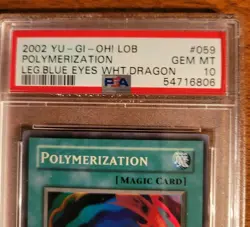 2002 YU-GI-OH! LOB #059
POLYMERIZATION GEM MT
LEG.BLUE EYES WHT.DRAGON 10
PSA 54716806
POLYMERIZATION
[MAGIC CARD]